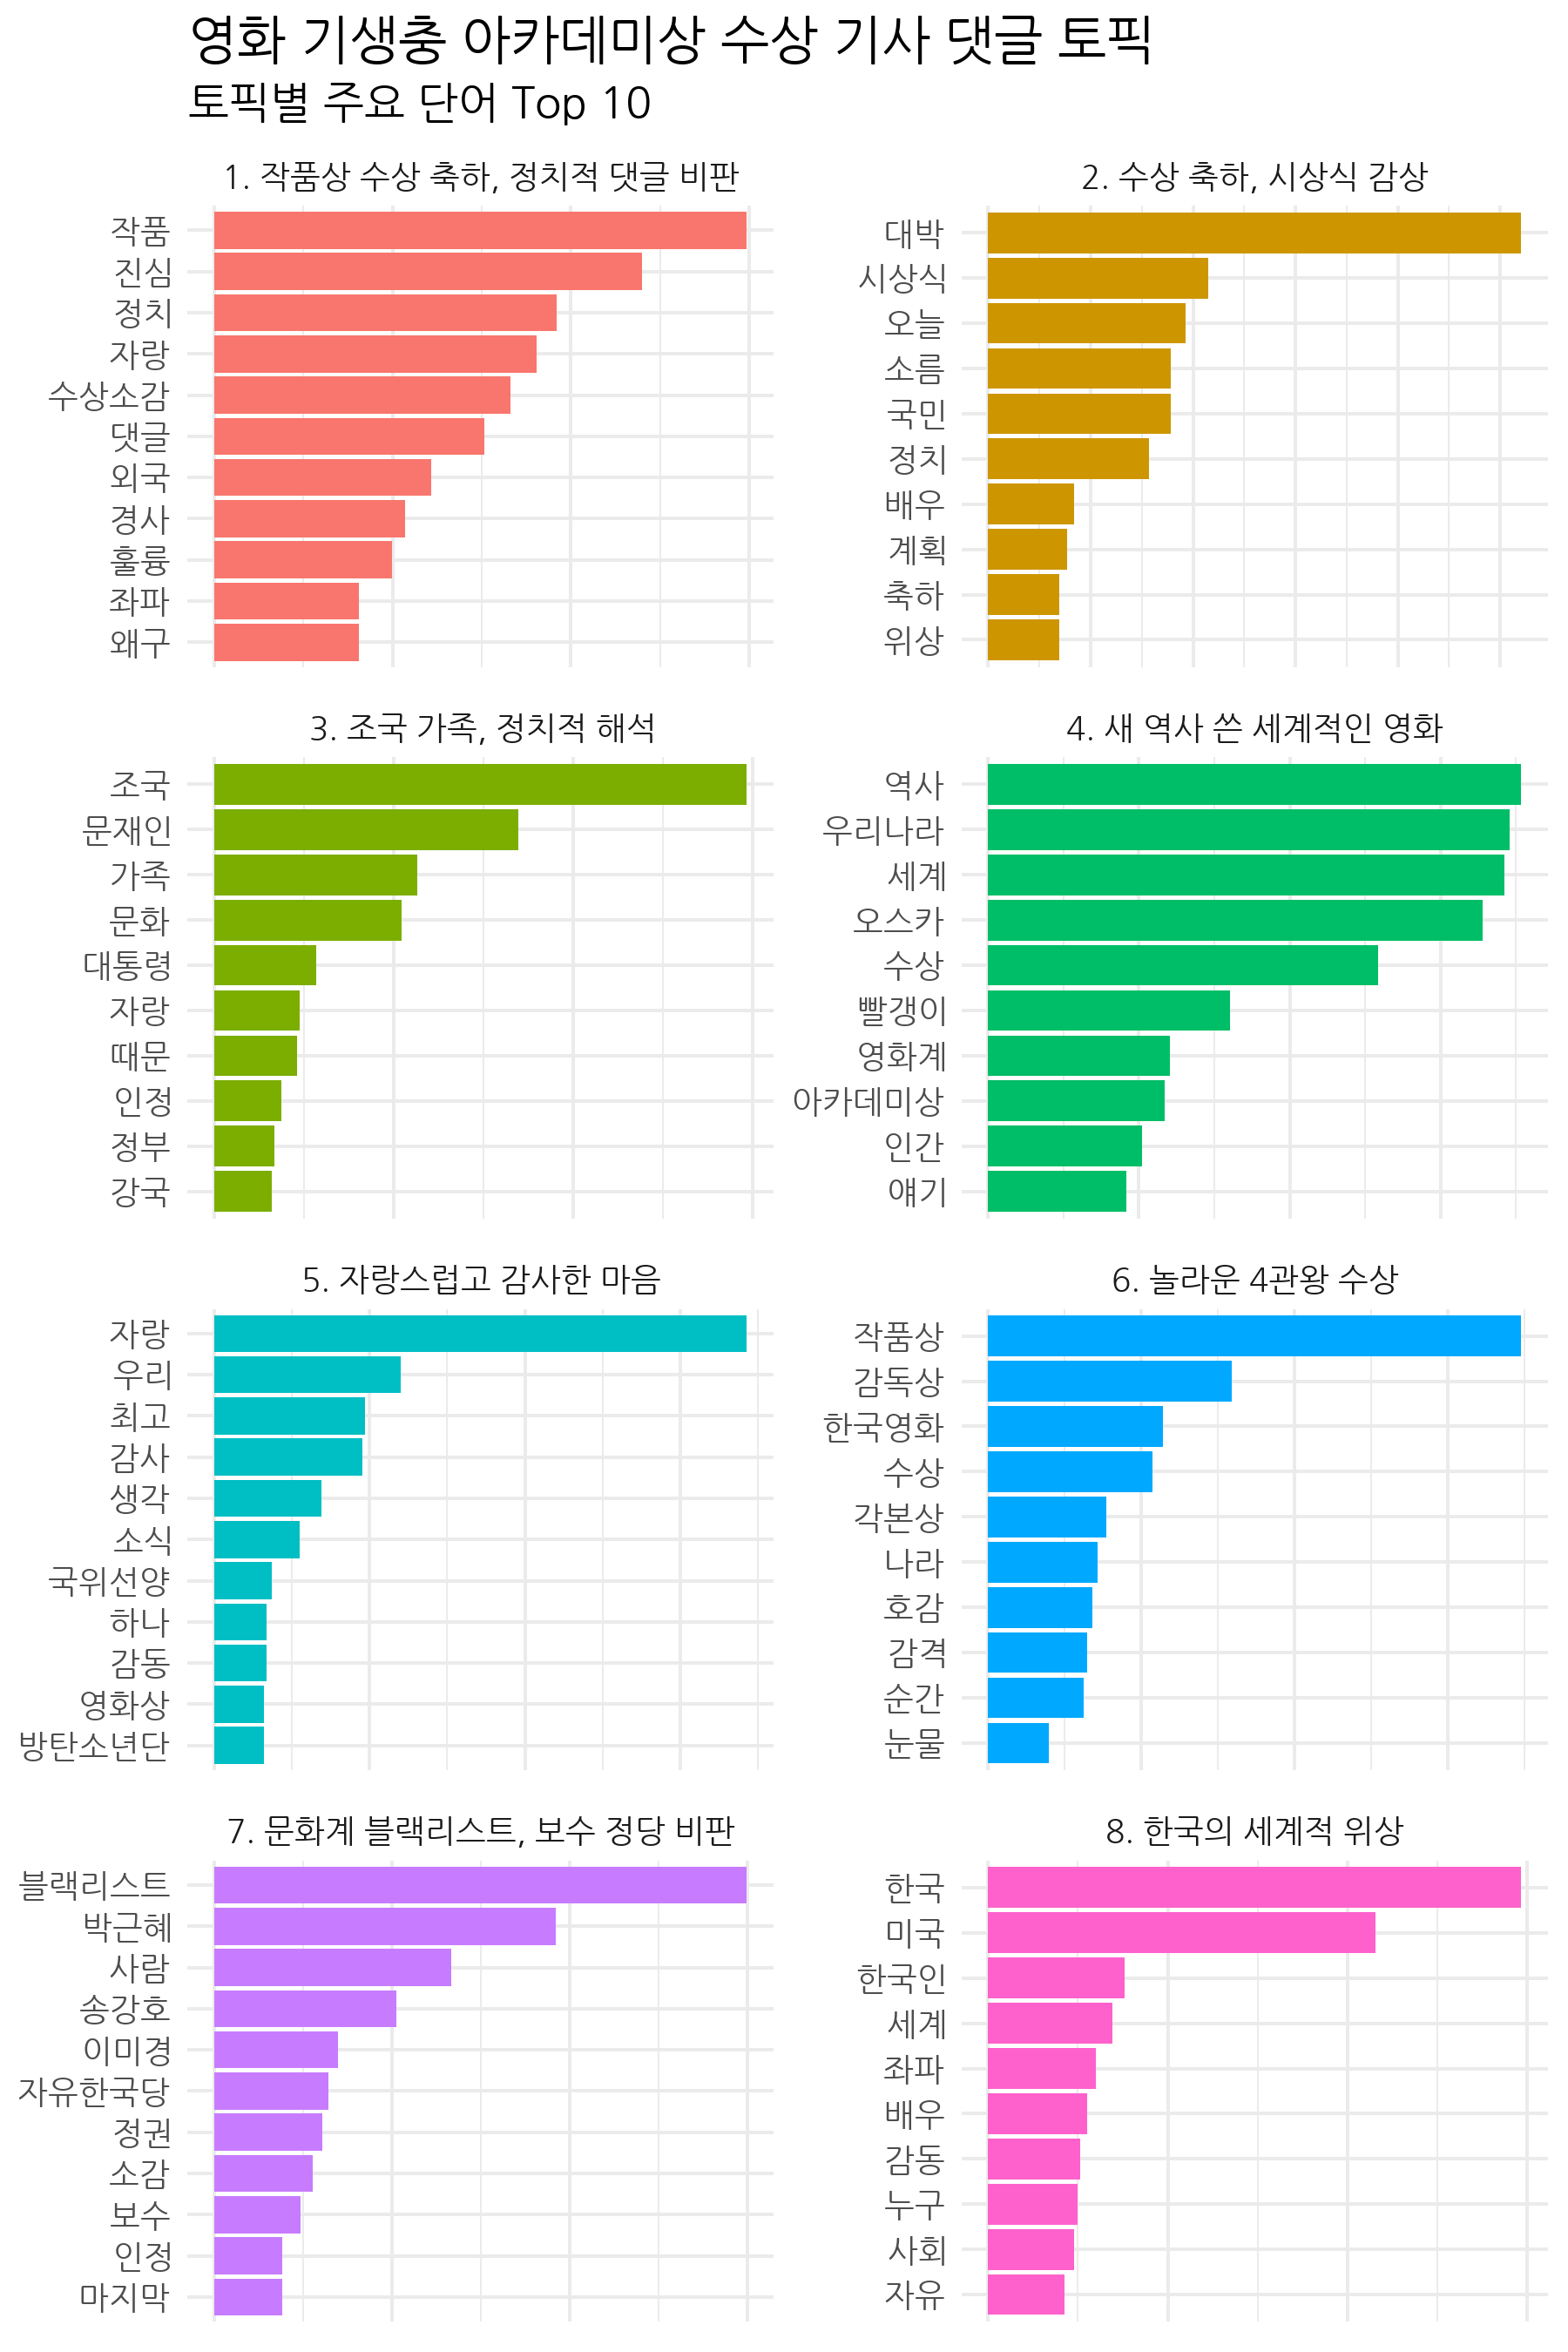 영화 기생충 아카데미상 수상 기사 댓글 토픽
토픽별 주요 단어 Top 10
1. 작품상 수상 축하, 정치적 댓글 비판
작품
진심
정치
자랑
수상소감
댓글
외국
경사
훌륭
좌파
왜구
2. 수상 축하, 시상식 감상
대박
시상식
오늘
소름
국민
정치
배우
계획
축하
위상
3. 조국 가족, 정치적 해석
조국
문재인
가족
문화
대통령
자랑
때문
인정
정부
강국
4. 새 역사 쓴 세계적인 영화
역사
우리나라
세계
오스카
수상
빨갱이
영화계
아카데미상
인간
얘기
5. 자랑스럽고 감사한 마음
자랑
우리
최고
감사
생각
소식
국위선양
하나
감동
영화상
방탄소년단
6. 놀라운 4관왕 수상
작품상
감독상
한국영화
수상
각본상
나라
호감
감격
순간
눈물
7. 문화계 블랙리스트, 보수 정당 비판
블랙리스트
박근혜
사람
송강호
이미경
자유한국당
정권
소감
보수
인정
마지막
8. 한국의 세계적 위상
한국
미국
한국인
세계
좌파
배우
감동
누구
사회
자유